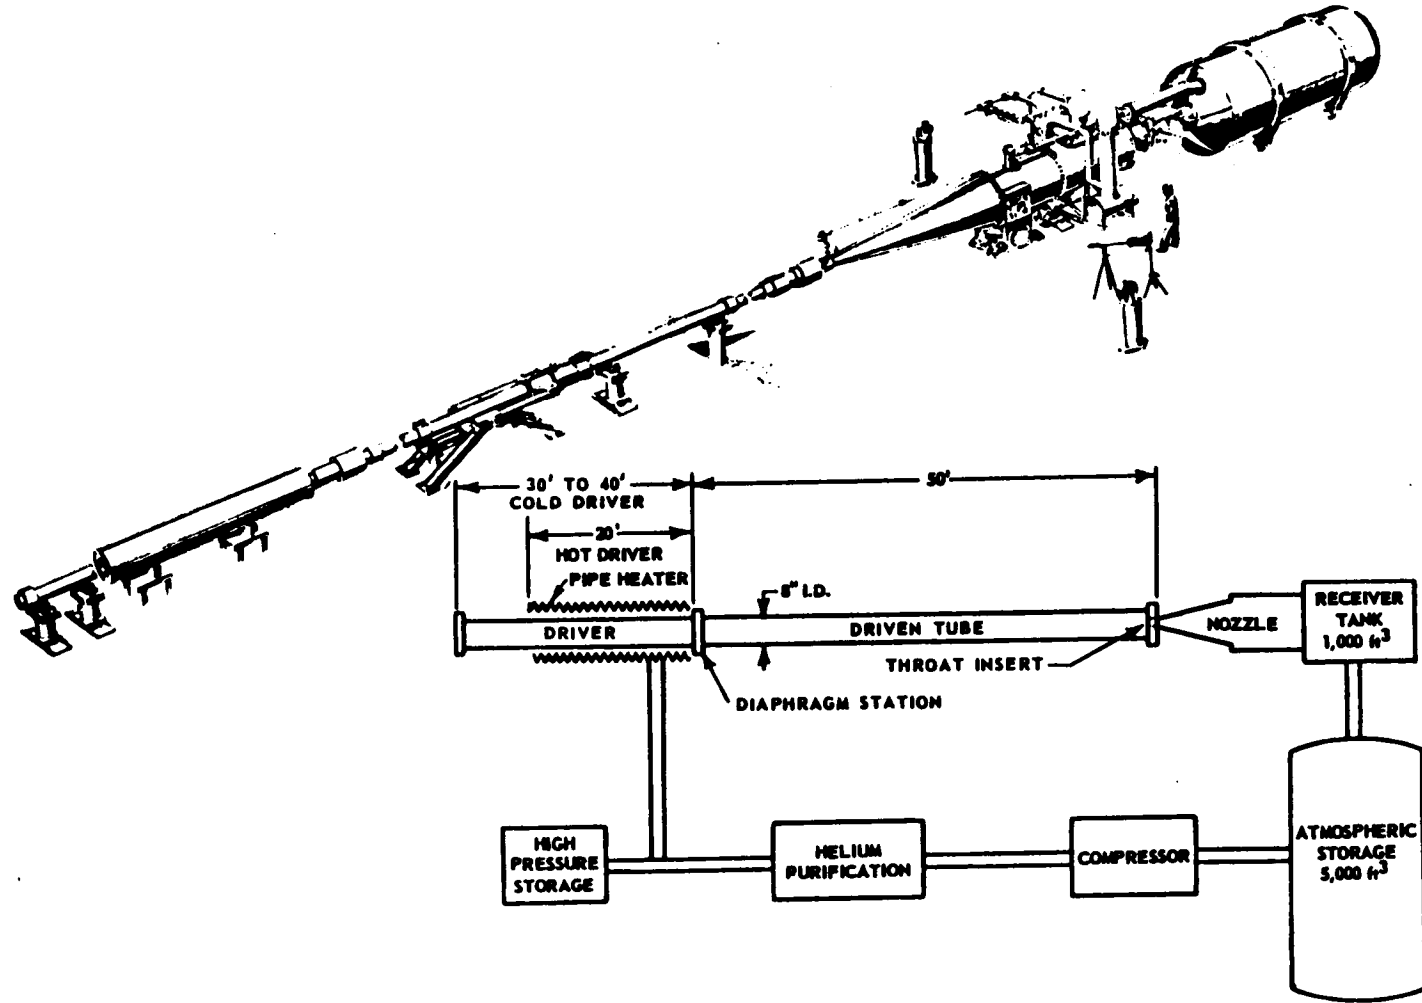 30' TO 40'
COLD DRIVER
50'
20'
HOT DRIVER
PIPE HEATER
8" I.D.
DRIVER
DRIVEN TUBE
THROAT INSERT
NOZZLE
RECEIVER
TANK
1,000 ft³
DIAPHRAGM STATION
HIGH
PRESSURE
STORAGE
HELIUM
PURIFICATION
COMPRESSOR
ATMOSPHERIC
STORAGE
5,000 ft³